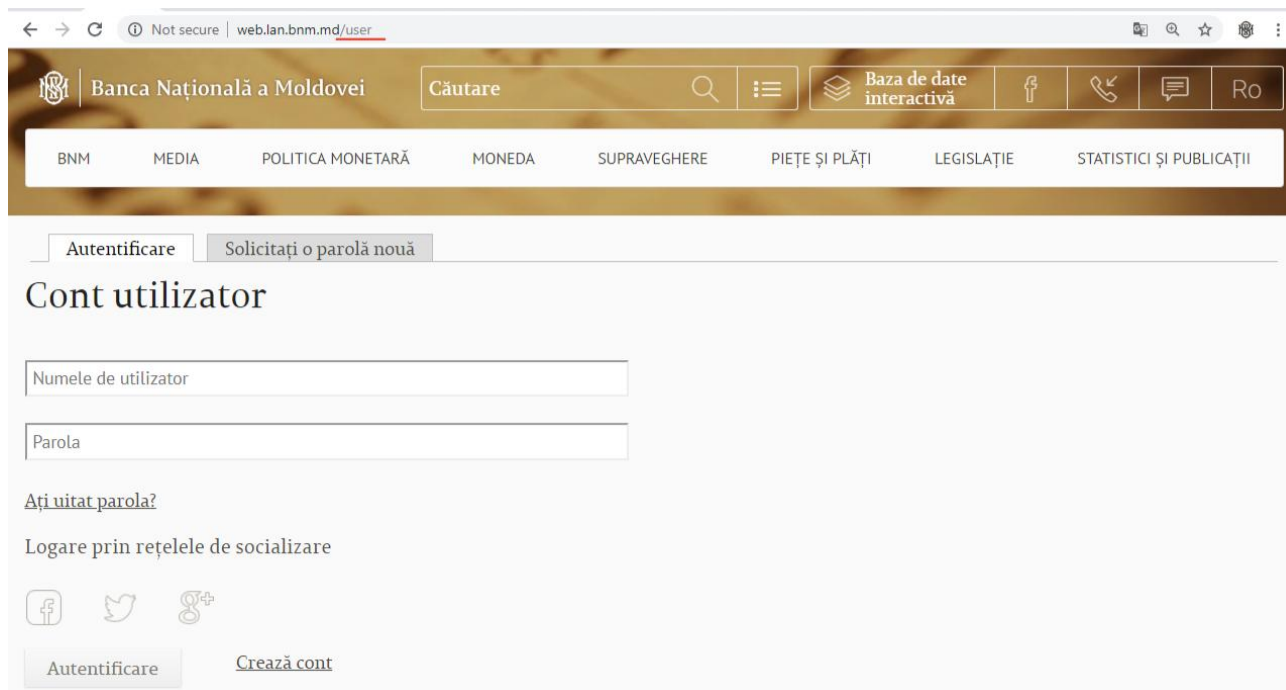 Not secure | web.lan.bnm.md/user
Banca Națională a Moldovei
Căutare
Baza de date
interactivă
Ro
BNM MEDIA POLITICA MONETARĂ MONEDA SUPRAVEGHERE PIEȚE ȘI PLĂȚI LEGISLAȚIE STATISTICI ȘI PUBLICAȚII
Autentificare Solicitați o parolă nouă
Cont utilizator
Numele de utilizator
Parola
Ați uitat parola?
Logare prin rețelele de socializare
Autentificare Crează cont